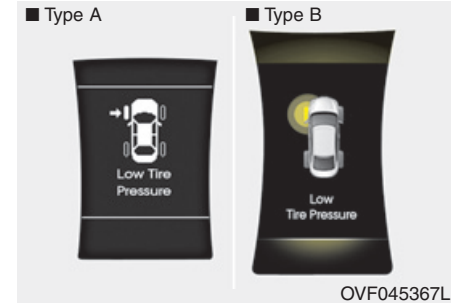 ■ Type A
■ Type B
Low Tire
Pressure
Low
Tire Pressure
OVF045367L